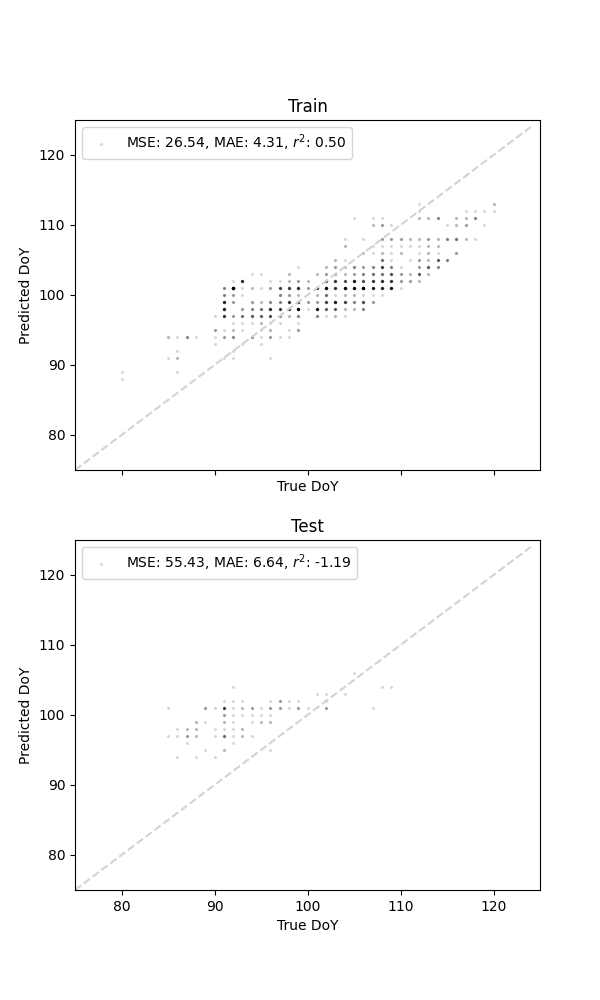 Train
MSE: 26.54, MAE: 4.31, r²: 0.50
120
110
100
90
80
Predicted DoY
True DoY
Test
MSE: 55.43, MAE: 6.64, r²: -1.19
120
110
100
90
80
Predicted DoY
80 90 100 110 120
True DoY